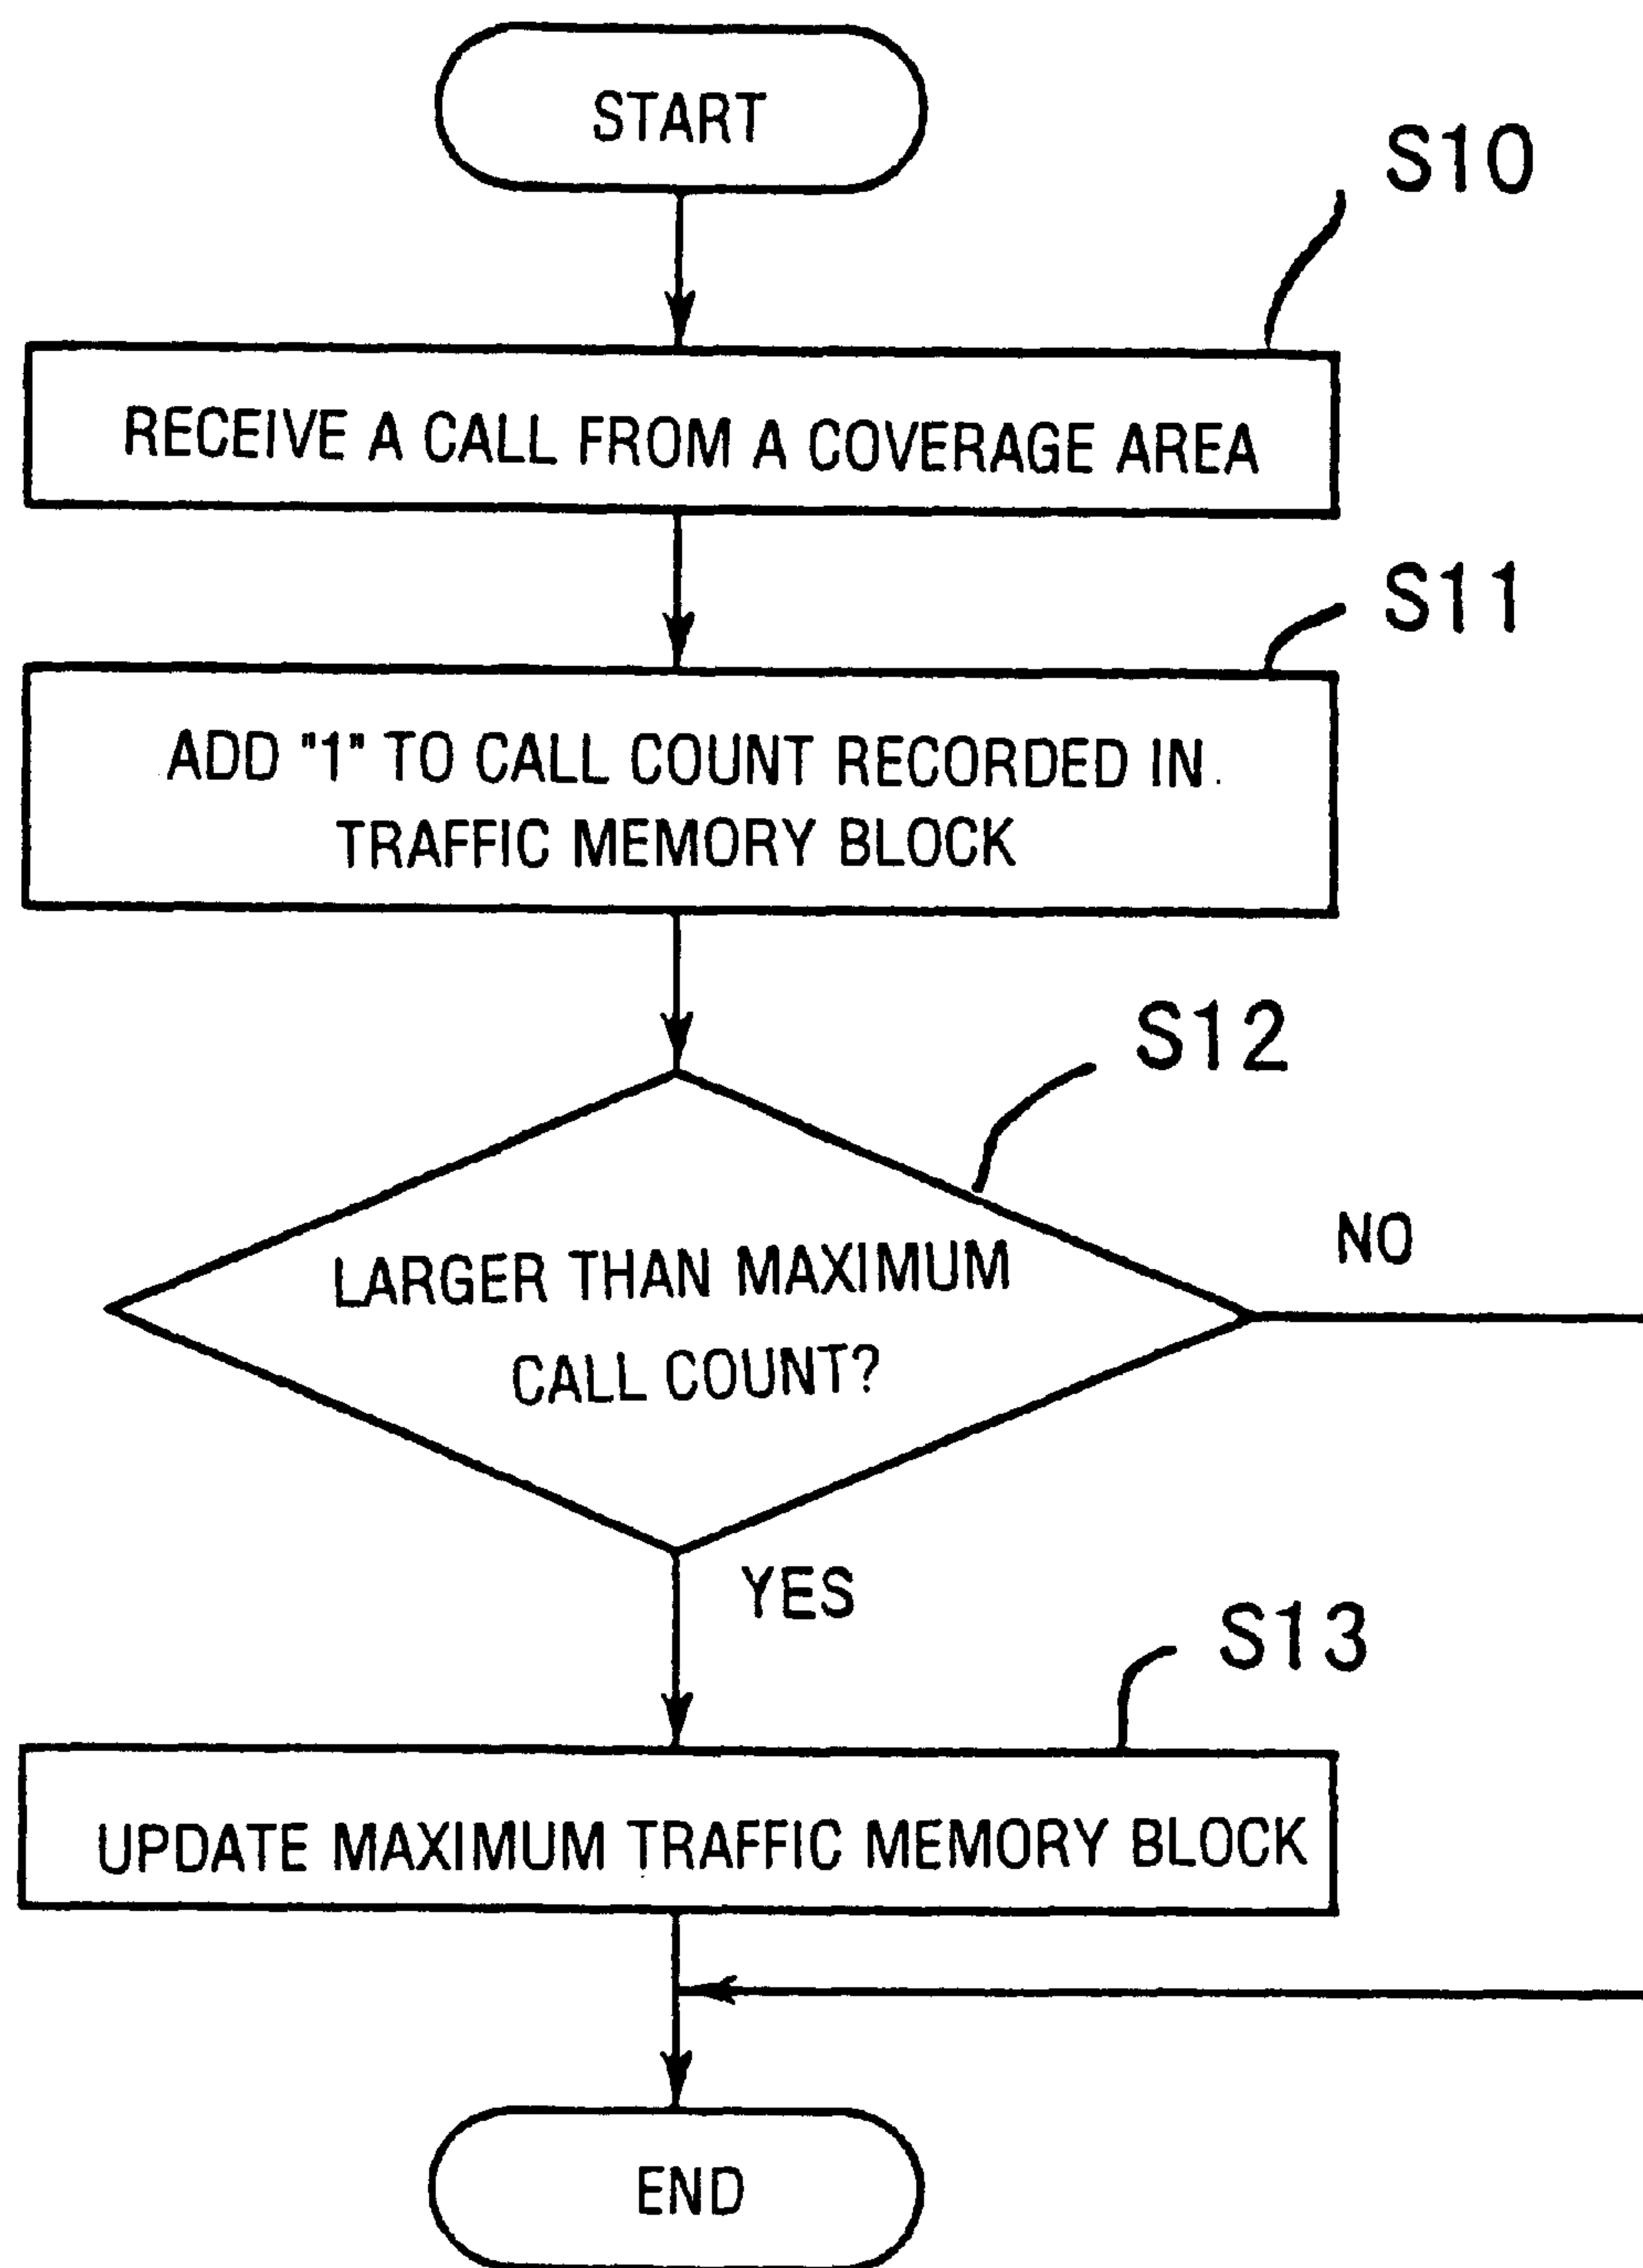 START
S10
RECEIVE A CALL FROM A COVERAGE AREA
S11
ADD "1" TO CALL COUNT RECORDED IN
TRAFFIC MEMORY BLOCK
S12
LARGER THAN MAXIMUM
CALL COUNT?
NO
YES
S13
UPDATE MAXIMUM TRAFFIC MEMORY BLOCK
END